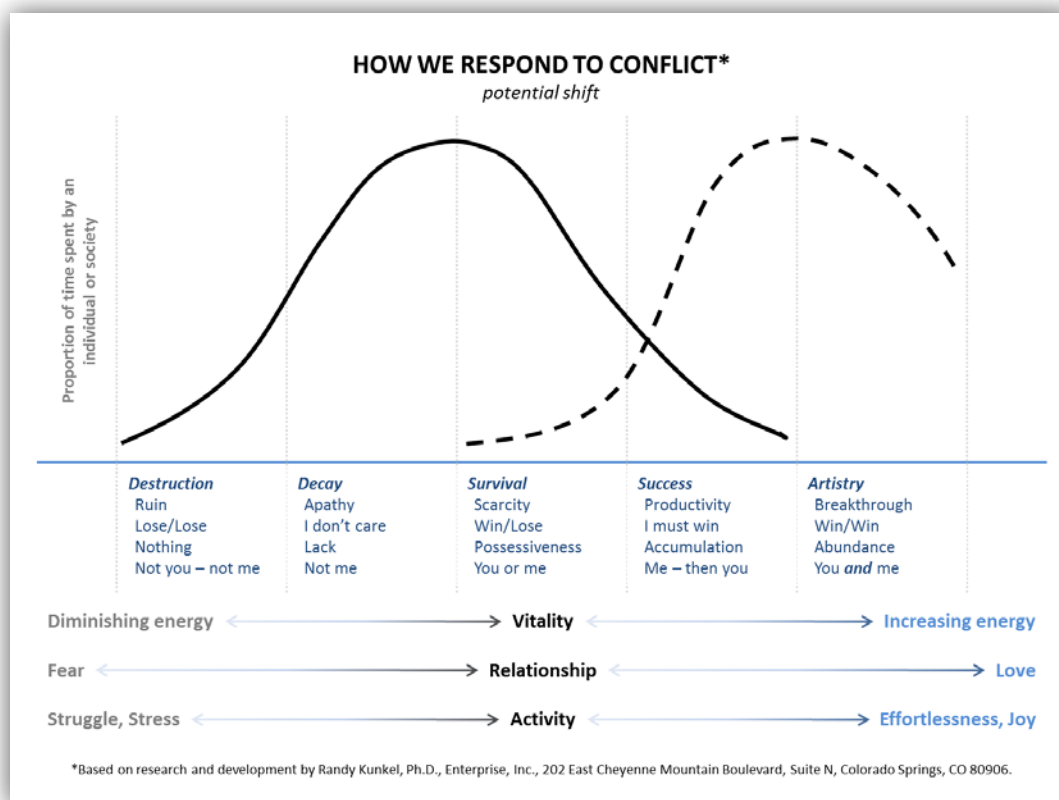 HOW WE RESPOND TO CONFLICT*
potential shift
Proportion of time spent by an
individual or society
Destruction
Ruin
Lose/Lose
Nothing
Not you – not me
Decay
Apathy
I don't care
Lack
Not me
Survival
Scarcity
Win/Lose
Possessiveness
You or me
Success
Productivity
I must win
Accumulation
Me – then you
Artistry
Breakthrough
Win/Win
Abundance
You and me
Diminishing energy Vitality Increasing energy
Fear Relationship Love
Struggle, Stress Activity Effortlessness, Joy
*Based on research and development by Randy Kunkel, Ph.D., Enterprise, Inc., 202 East Cheyenne Mountain Boulevard, Suite N, Colorado Springs, CO 80906.